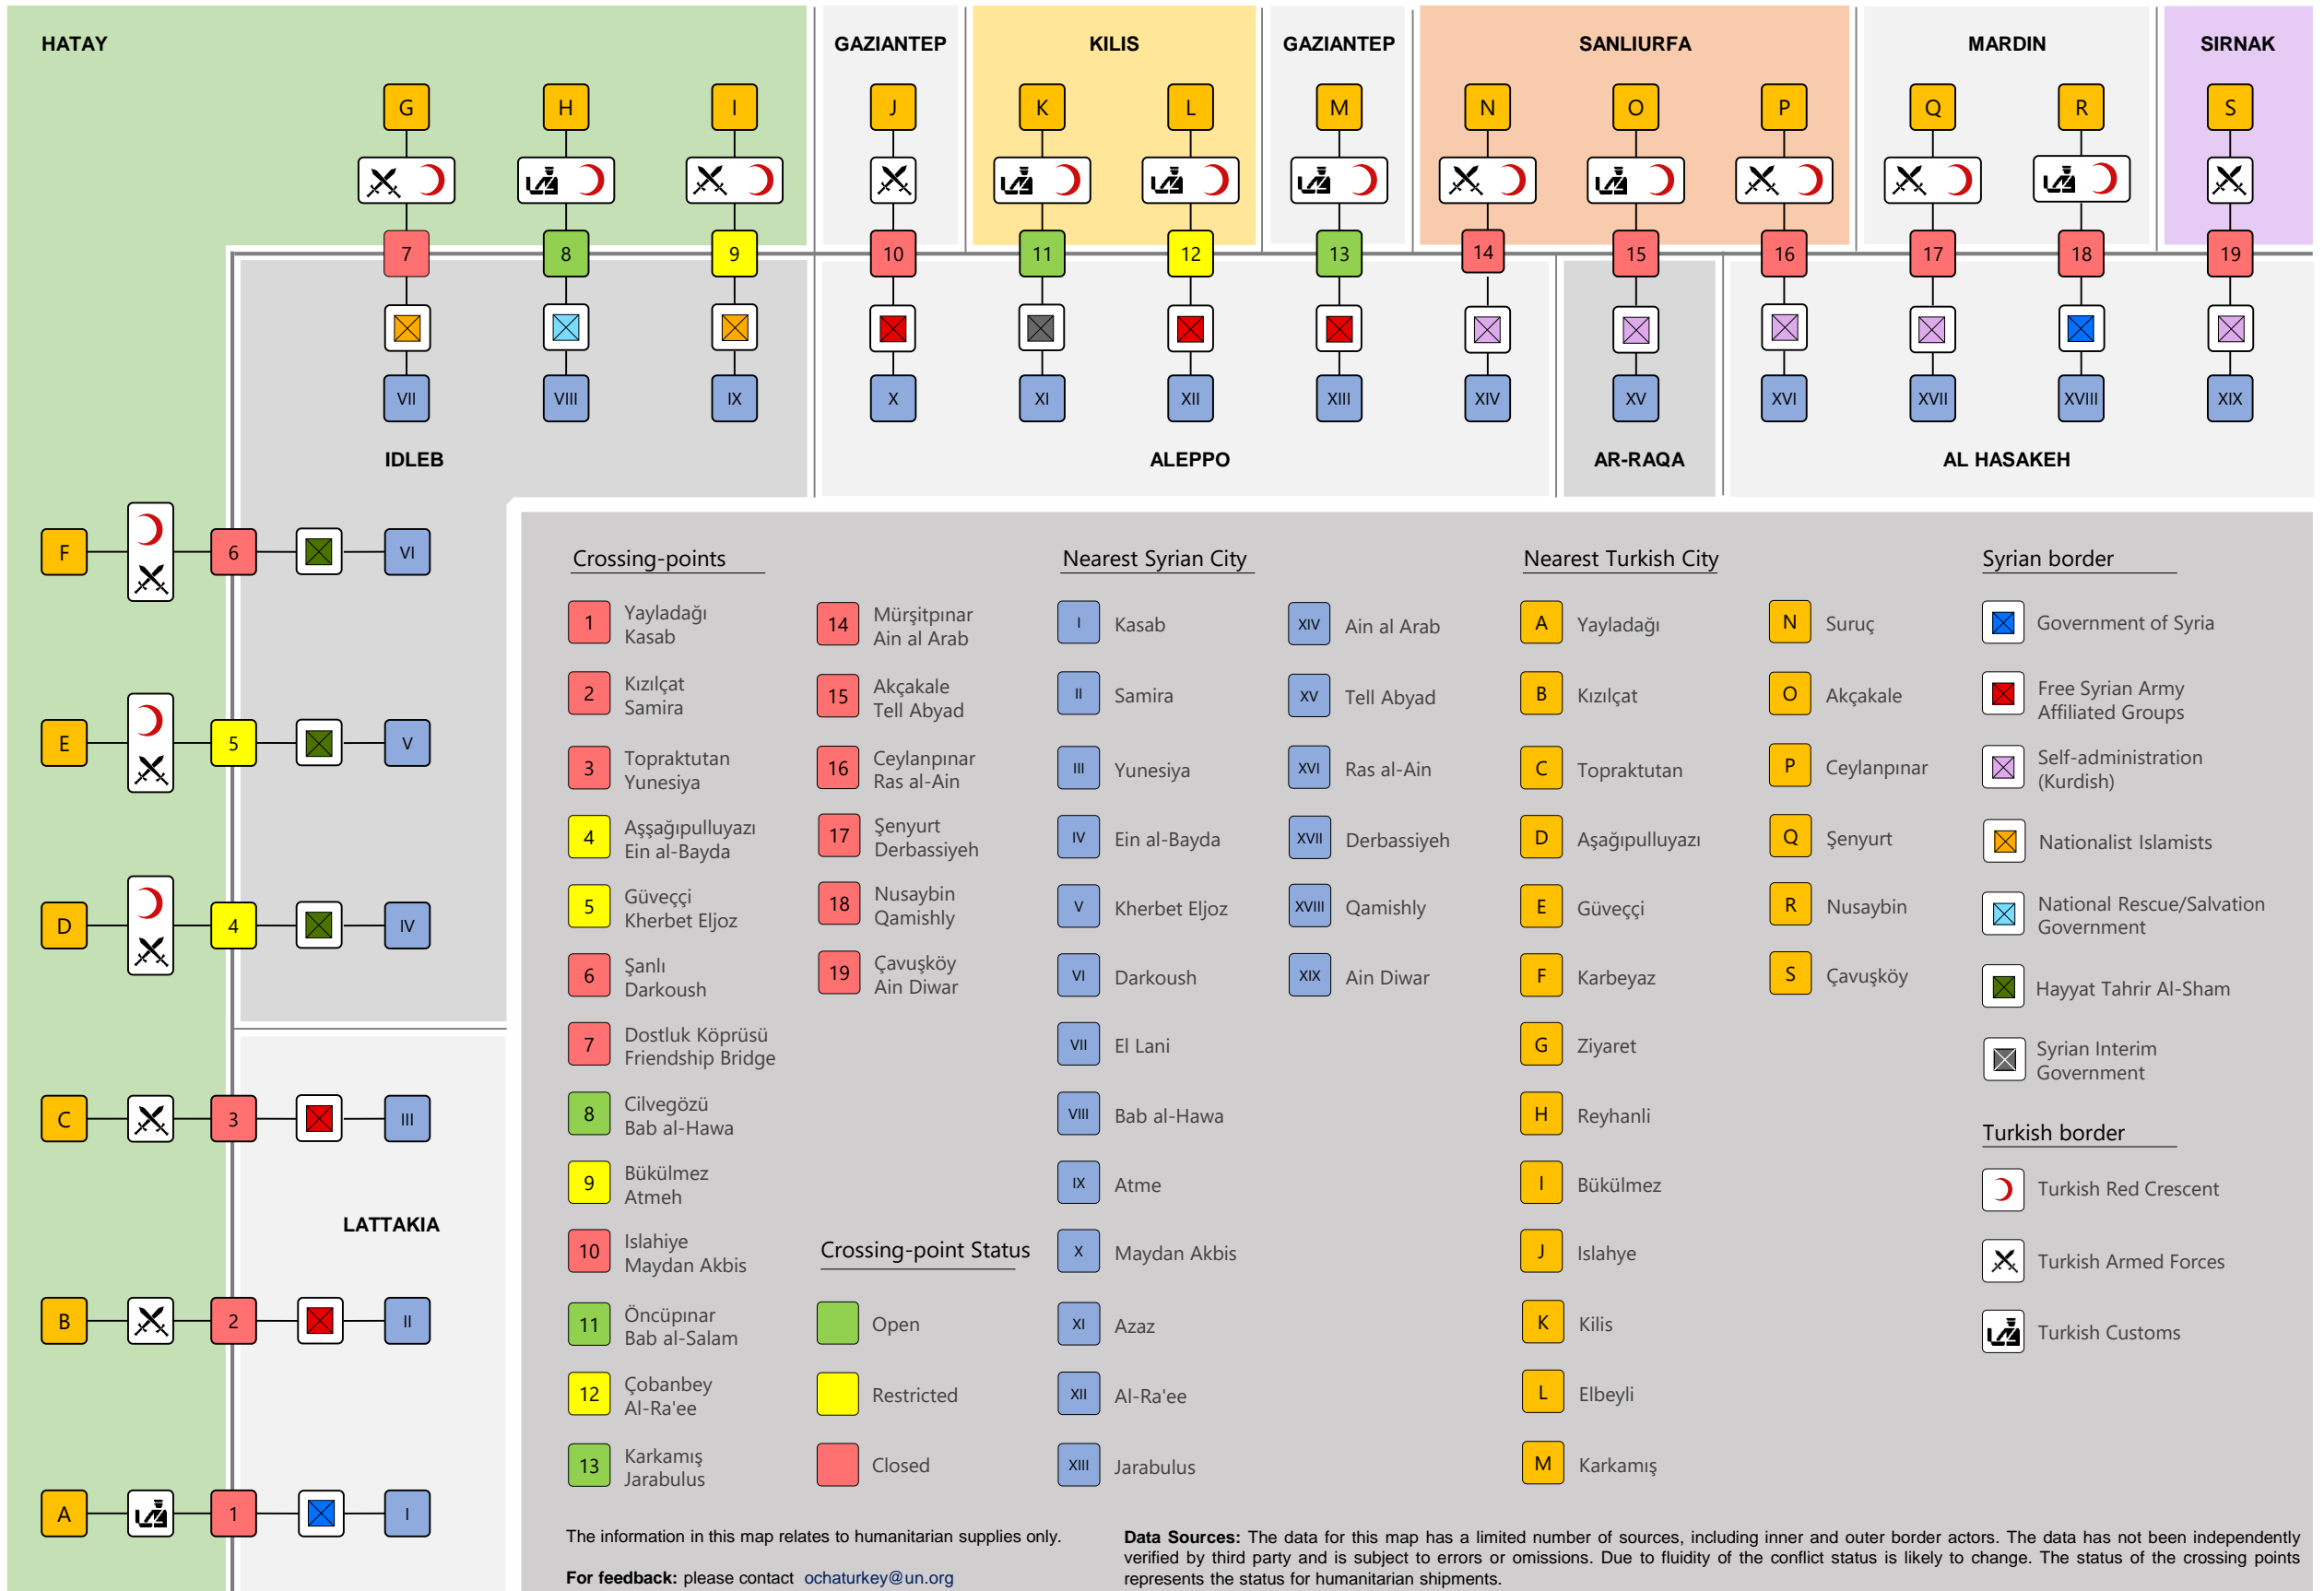 HATAY
GAZIANTEP
KILIS
GAZIANTEP
SANLIURFA
MARDIN
SIRNAK
G
H
I
J
K
L
M
N
O
P
Q
R
S
7
8
9
10
11
12
13
14
15
16
17
18
19
VII
VIII
IX
X
XI
XII
XIII
XIV
XV
XVI
XVII
XVIII
XIX
IDLEB
ALEPPO
AR-RAQA
AL HASAKEH
F
6
VI
E
5
V
D
4
IV
C
3
III
LATTAKIA
B
2
II
A
1
I
Crossing-points
1
Yayladağı
Kasab
2
Kızılçat
Samira
3
Topraktutan
Yunesiya
4
Aşşağıpulluyazı
Ein al-Bayda
5
Güveççi
Kherbet Eljoz
6
Şanlı
Darkoush
7
Dostluk Köprüsü
Friendship Bridge
8
Cilvegözü
Bab al-Hawa
9
Bükülmez
Atmeh
10
Islahiye
Maydan Akbis
11
Öncüpınar
Bab al-Salam
12
Çobanbey
Al-Ra'ee
13
Karkamış
Jarabulus
14
Mürşitpınar
Ain al Arab
15
Akçakale
Tell Abyad
16
Ceylanpınar
Ras al-Ain
17
Şenyurt
Derbassiyeh
18
Nusaybin
Qamishly
19
Çavuşköy
Ain Diwar
Crossing-point Status
Open
Restricted
Closed
Nearest Syrian City
I
Kasab
II
Samira
III
Yunesiya
IV
Ein al-Bayda
V
Kherbet Eljoz
VI
Darkoush
VII
El Lani
VIII
Bab al-Hawa
IX
Atme
X
Maydan Akbis
XI
Azaz
XII
Al-Ra'ee
XIII
Jarabulus
XIV
Ain al Arab
XV
Tell Abyad
XVI
Ras al-Ain
XVII
Derbassiyeh
XVIII
Qamishly
XIX
Ain Diwar
Nearest Turkish City
A
Yayladağı
B
Kızılçat
C
Topraktutan
D
Aşağıpulluyazı
E
Güveççi
F
Karbeyaz
G
Ziyaret
H
Reyhanli
I
Bükülmez
J
Islahye
K
Kilis
L
Elbeyli
M
Karkamış
N
Suruç
O
Akçakale
P
Ceylanpınar
Q
Şenyurt
R
Nusaybin
S
Çavuşköy
Syrian border
Government of Syria
Free Syrian Army
Affiliated Groups
Self-administration
(Kurdish)
Nationalist Islamists
National Rescue/Salvation
Government
Hayyat Tahrir Al-Sham
Syrian Interim
Government
Turkish border
Turkish Red Crescent
Turkish Armed Forces
Turkish Customs
The information in this map relates to humanitarian supplies only.
For feedback: please contact ochaturkey@un.org
Data Sources: The data for this map has a limited number of sources, including inner and outer border actors. The data has not been independently
verified by third party and is subject to errors or omissions. Due to fluidity of the conflict status is likely to change. The status of the crossing points
represents the status for humanitarian shipments.